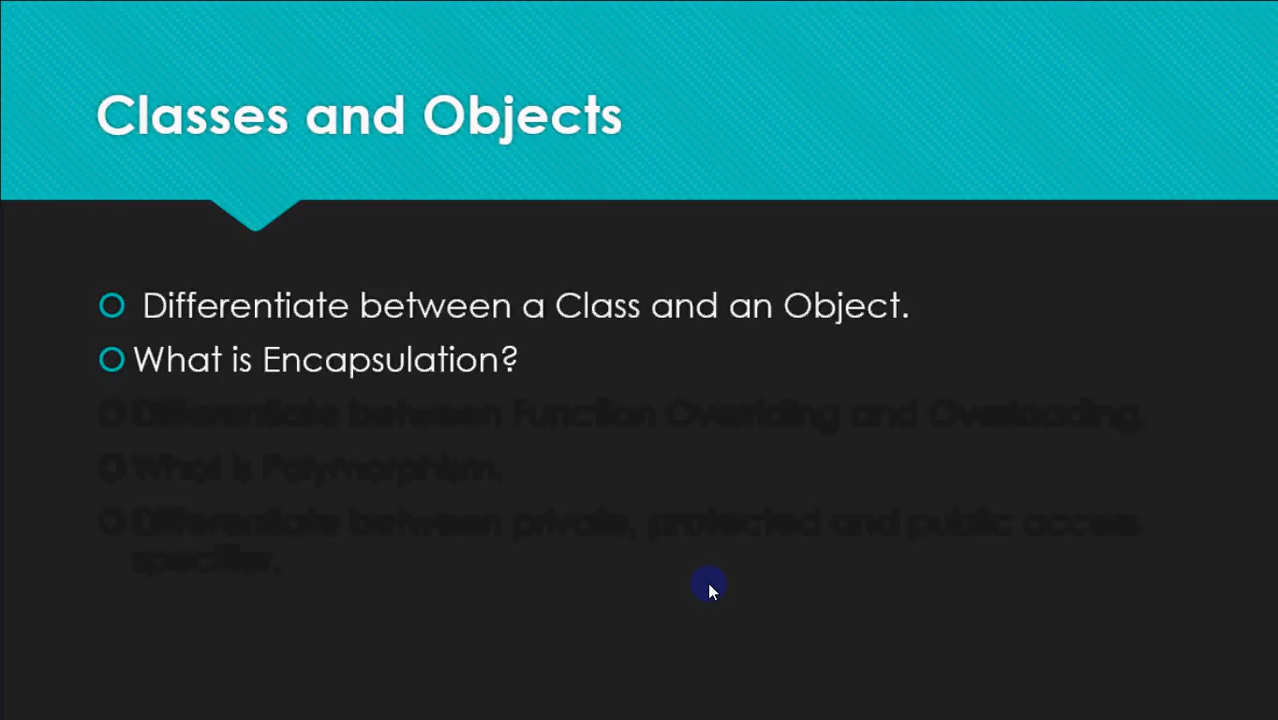 Classes and Objects
Differentiate between a Class and an Object.
What is Encapsulation?
Differentiate between Function Overriding and Overloading.
What is Polymorphism.
Differentiate between private, protected and public access
specifier.